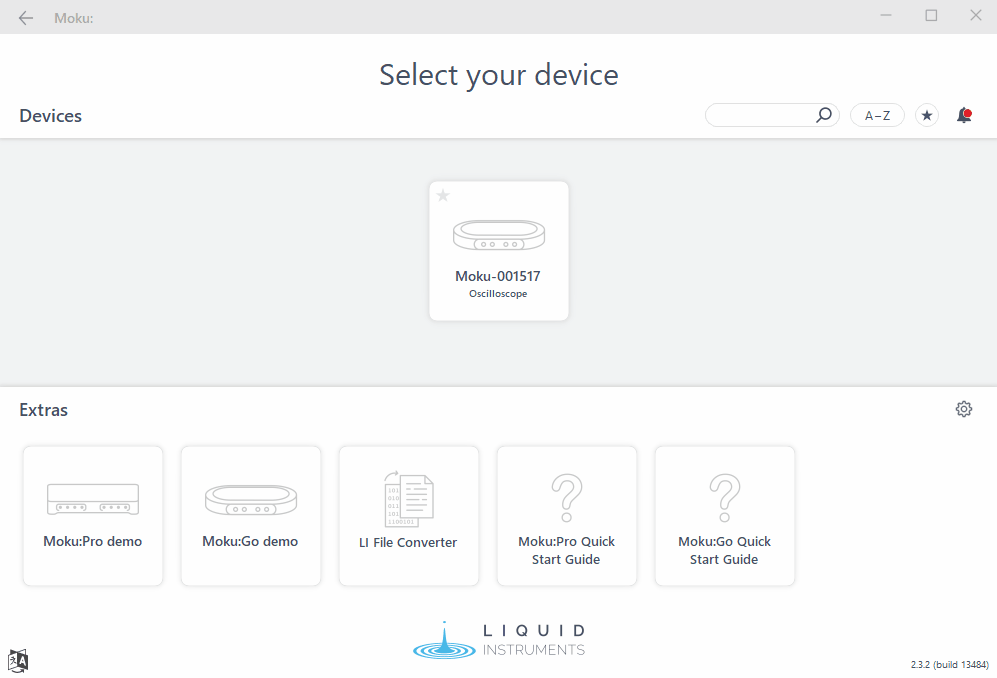 Moku:
Select your device
Devices
A–Z
Moku-001517
Oscilloscope
Extras
Moku:Pro demo
Moku:Go demo
LI File Converter
Moku:Pro Quick
Start Guide
Moku:Go Quick
Start Guide
LIQUID
INSTRUMENTS
2.3.2 (build 13484)